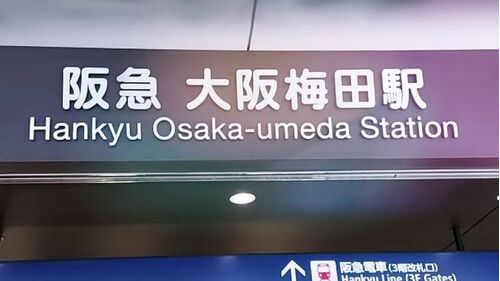 阪急 大阪梅田駅
Hankyu Osaka-umeda Station
阪急電車(3階改札口)
Hankyu Line (3F Gates)